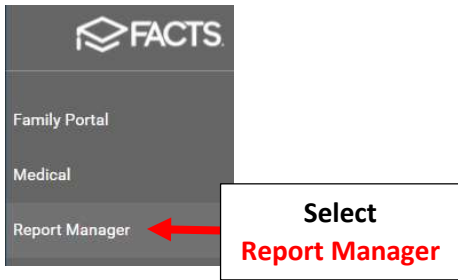 FACTS.
Family Portal
Medical
Report Manager
Select
Report Manager